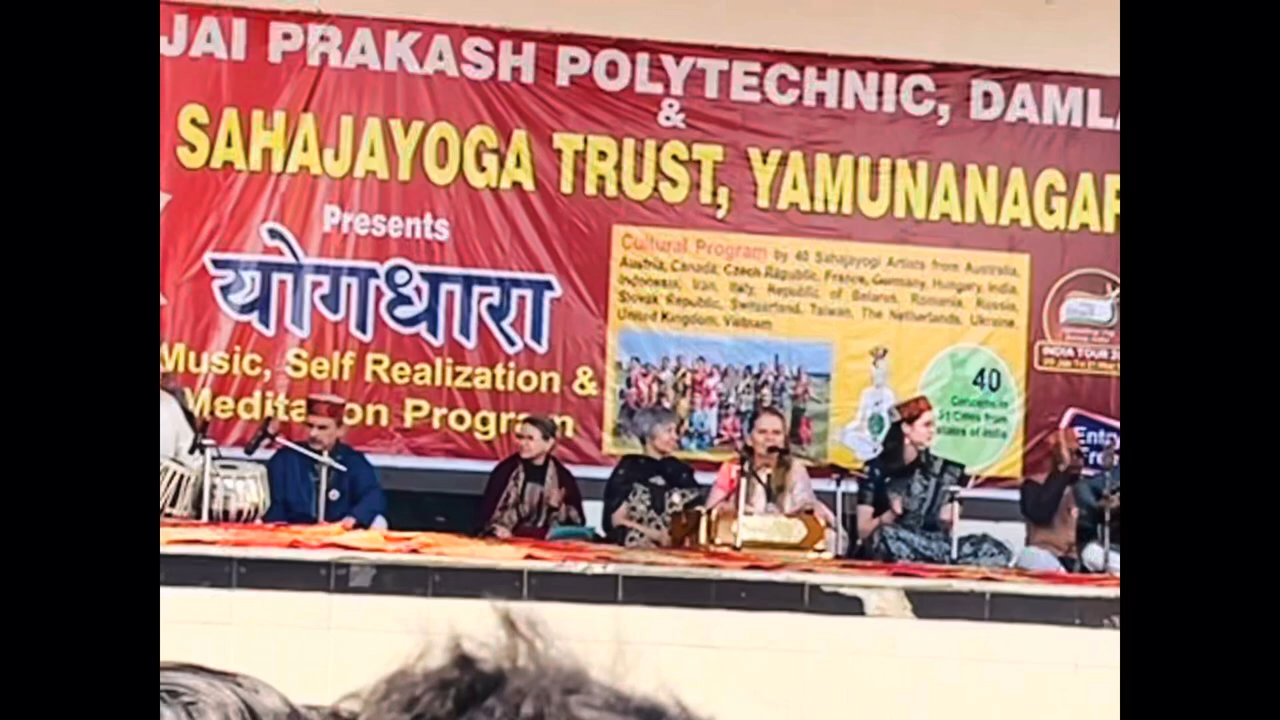 JAI PRAKASH POLYTECHNIC, DAMLA
&
SAHAJAYOGA TRUST, YAMUNANAGAR
Presents
योगधारा
Music, Self Realization &
Meditation Program
Cultural Program by 40 Sahajayogi Artists from Australia,
Austria, Canada, Czech Republic, France, Germany, Hungary, India,
Indonesia, Iran, Italy, Republic of Belarus, Romania, Russia,
Slovak Republic, Switzerland, Taiwan, The Netherlands, Ukraine,
United Kingdom, Vietnam
40
Concerts in
31 Cities from
states of India
INDIA TOUR
Entry
Free